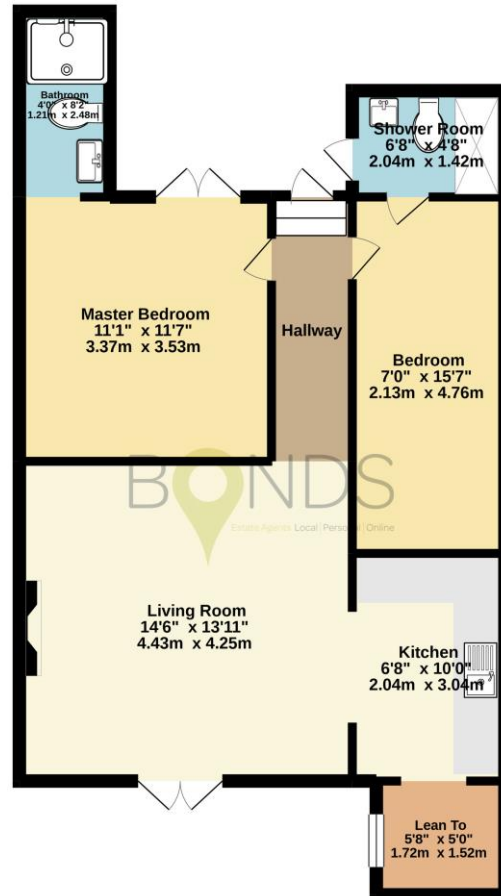 Bathroom
4'0" x 8'2"
1.21m x 2.48m
Shower Room
6'8" x 4'8"
2.04m x 1.42m
Master Bedroom
11'1" x 11'7"
3.37m x 3.53m
Hallway
Bedroom
7'0" x 15'7"
2.13m x 4.76m
BONDS
Estate Agents Local Personal Online
Living Room
14'6" x 13'11"
4.43m x 4.25m
Kitchen
6'8" x 10'0"
2.04m x 3.04m
Lean To
5'8" x 5'0"
1.72m x 1.52m